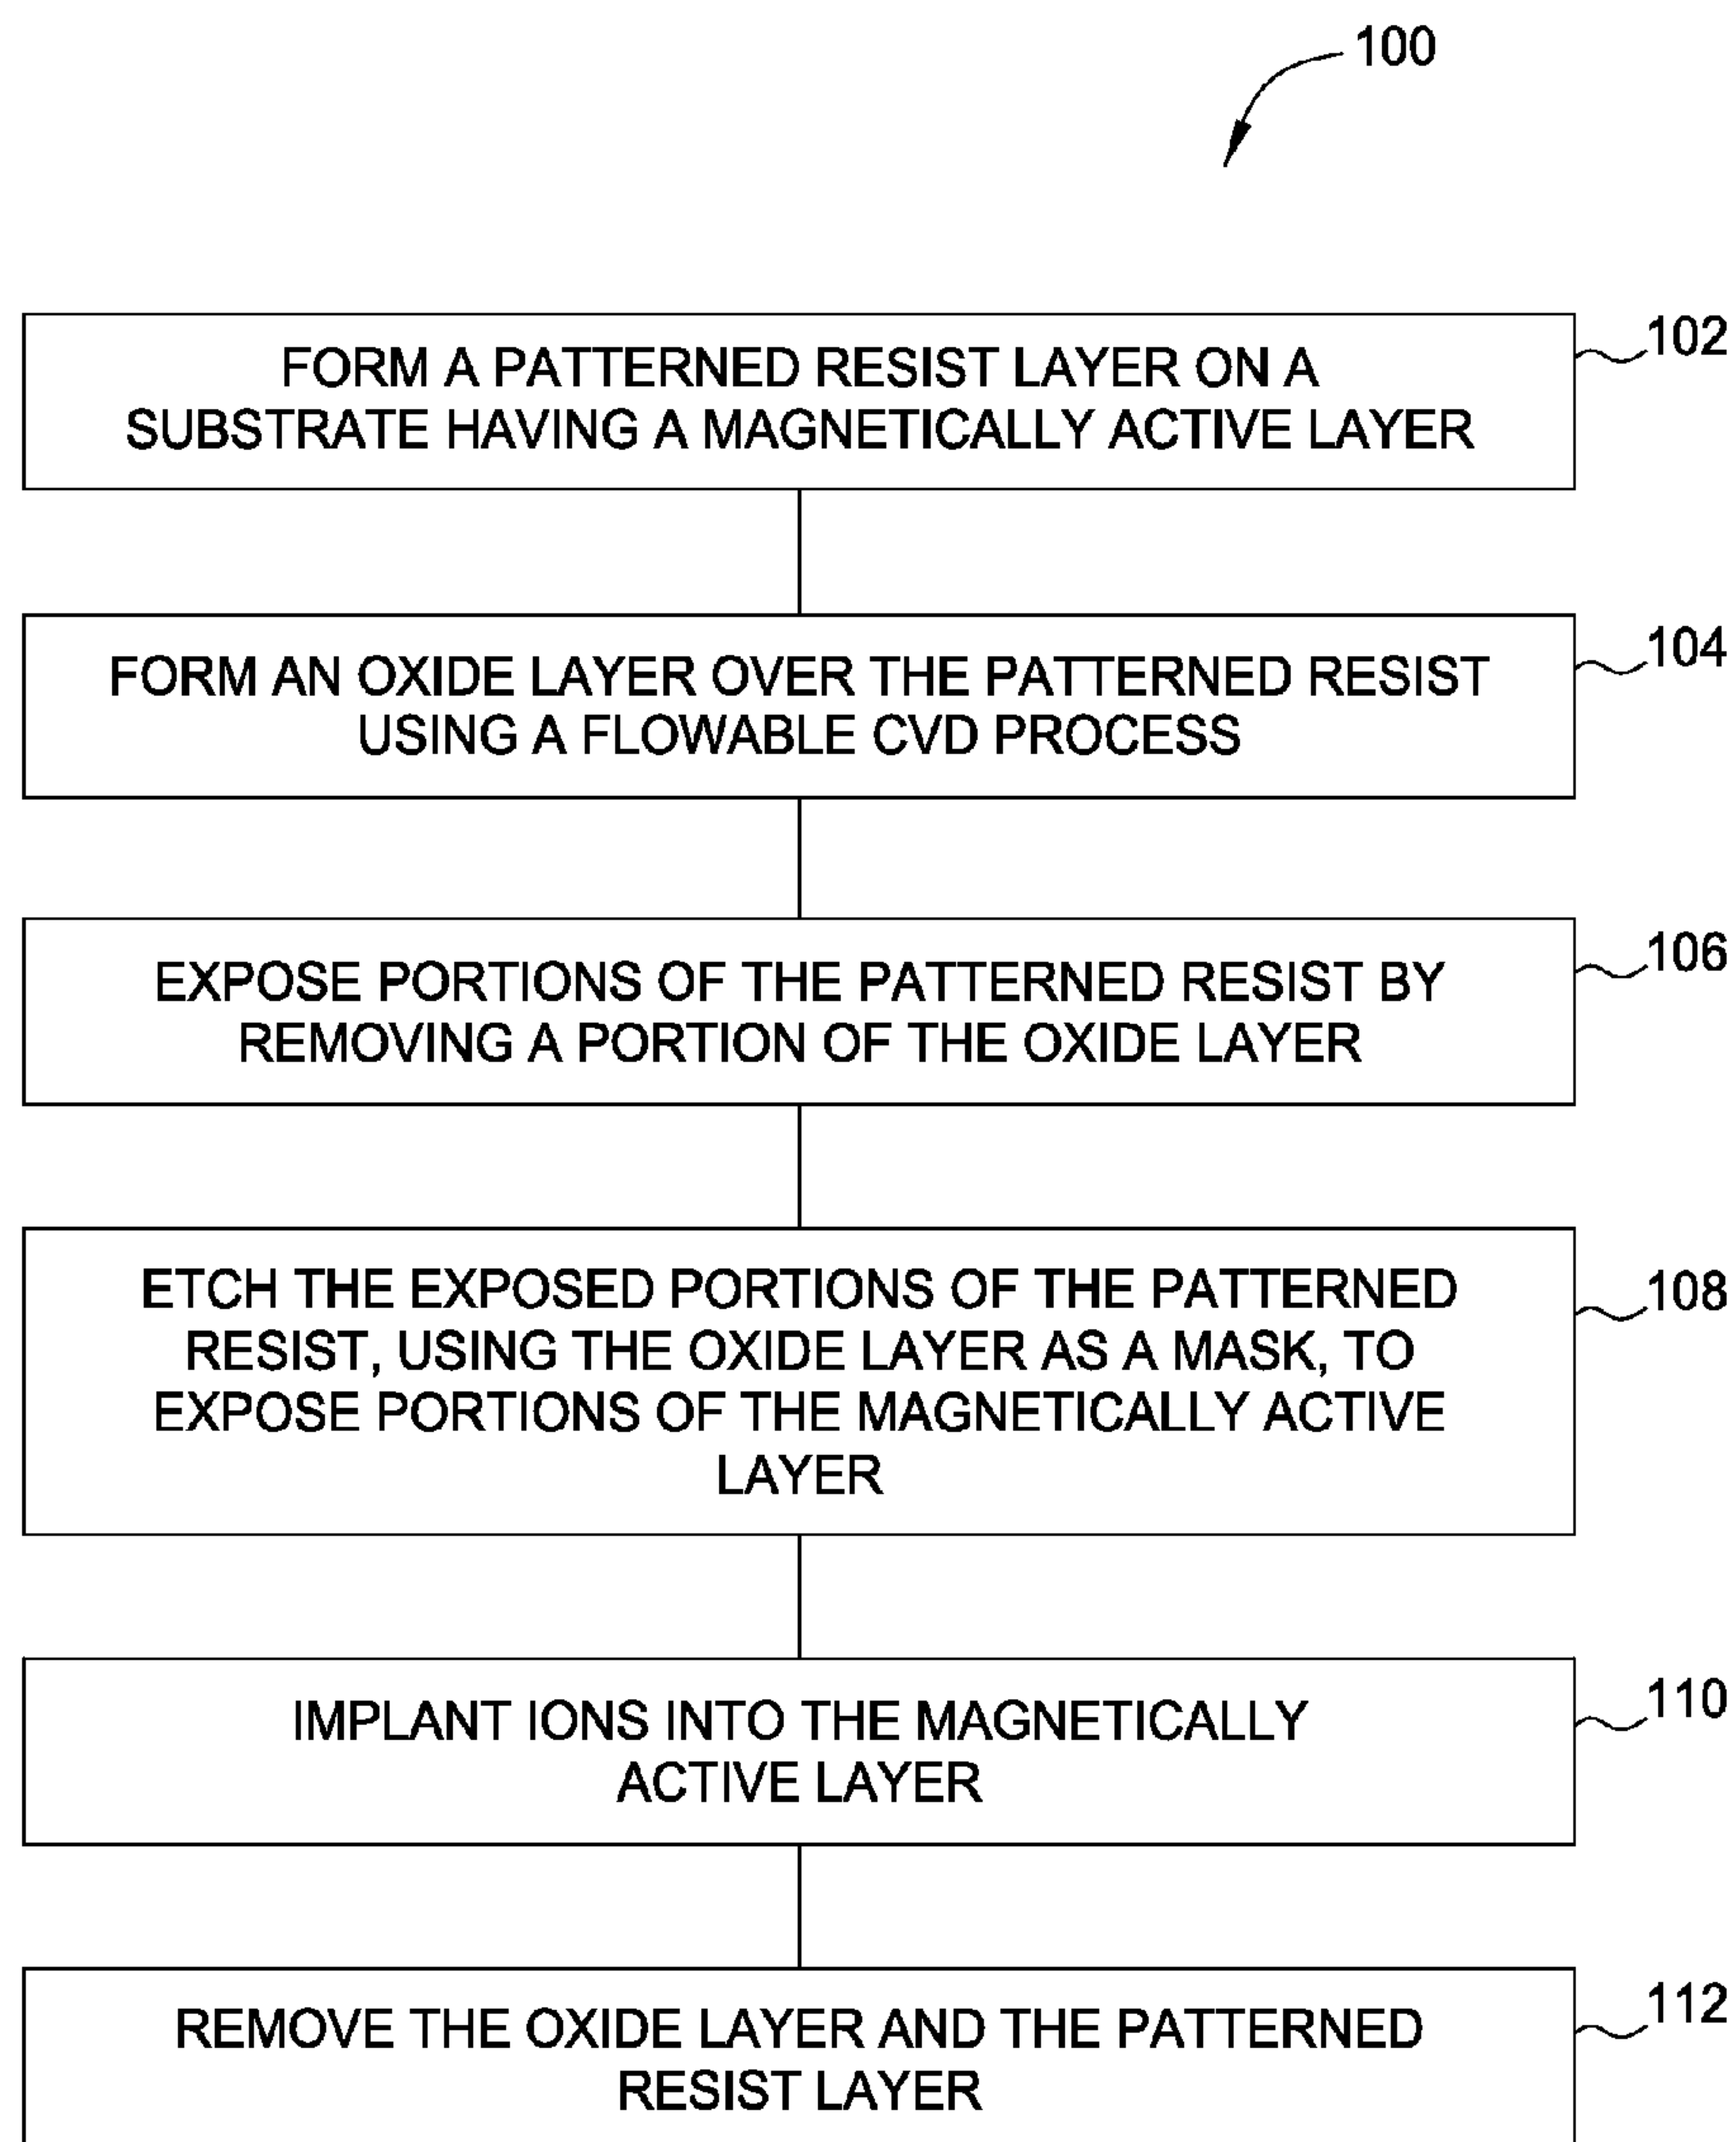 100
FORM A PATTERNED RESIST LAYER ON A
SUBSTRATE HAVING A MAGNETICALLY ACTIVE LAYER
102
FORM AN OXIDE LAYER OVER THE PATTERNED RESIST
USING A FLOWABLE CVD PROCESS
104
EXPOSE PORTIONS OF THE PATTERNED RESIST BY
REMOVING A PORTION OF THE OXIDE LAYER
106
ETCH THE EXPOSED PORTIONS OF THE PATTERNED
RESIST, USING THE OXIDE LAYER AS A MASK, TO
EXPOSE PORTIONS OF THE MAGNETICALLY ACTIVE
LAYER
108
IMPLANT IONS INTO THE MAGNETICALLY
ACTIVE LAYER
110
REMOVE THE OXIDE LAYER AND THE PATTERNED
RESIST LAYER
112